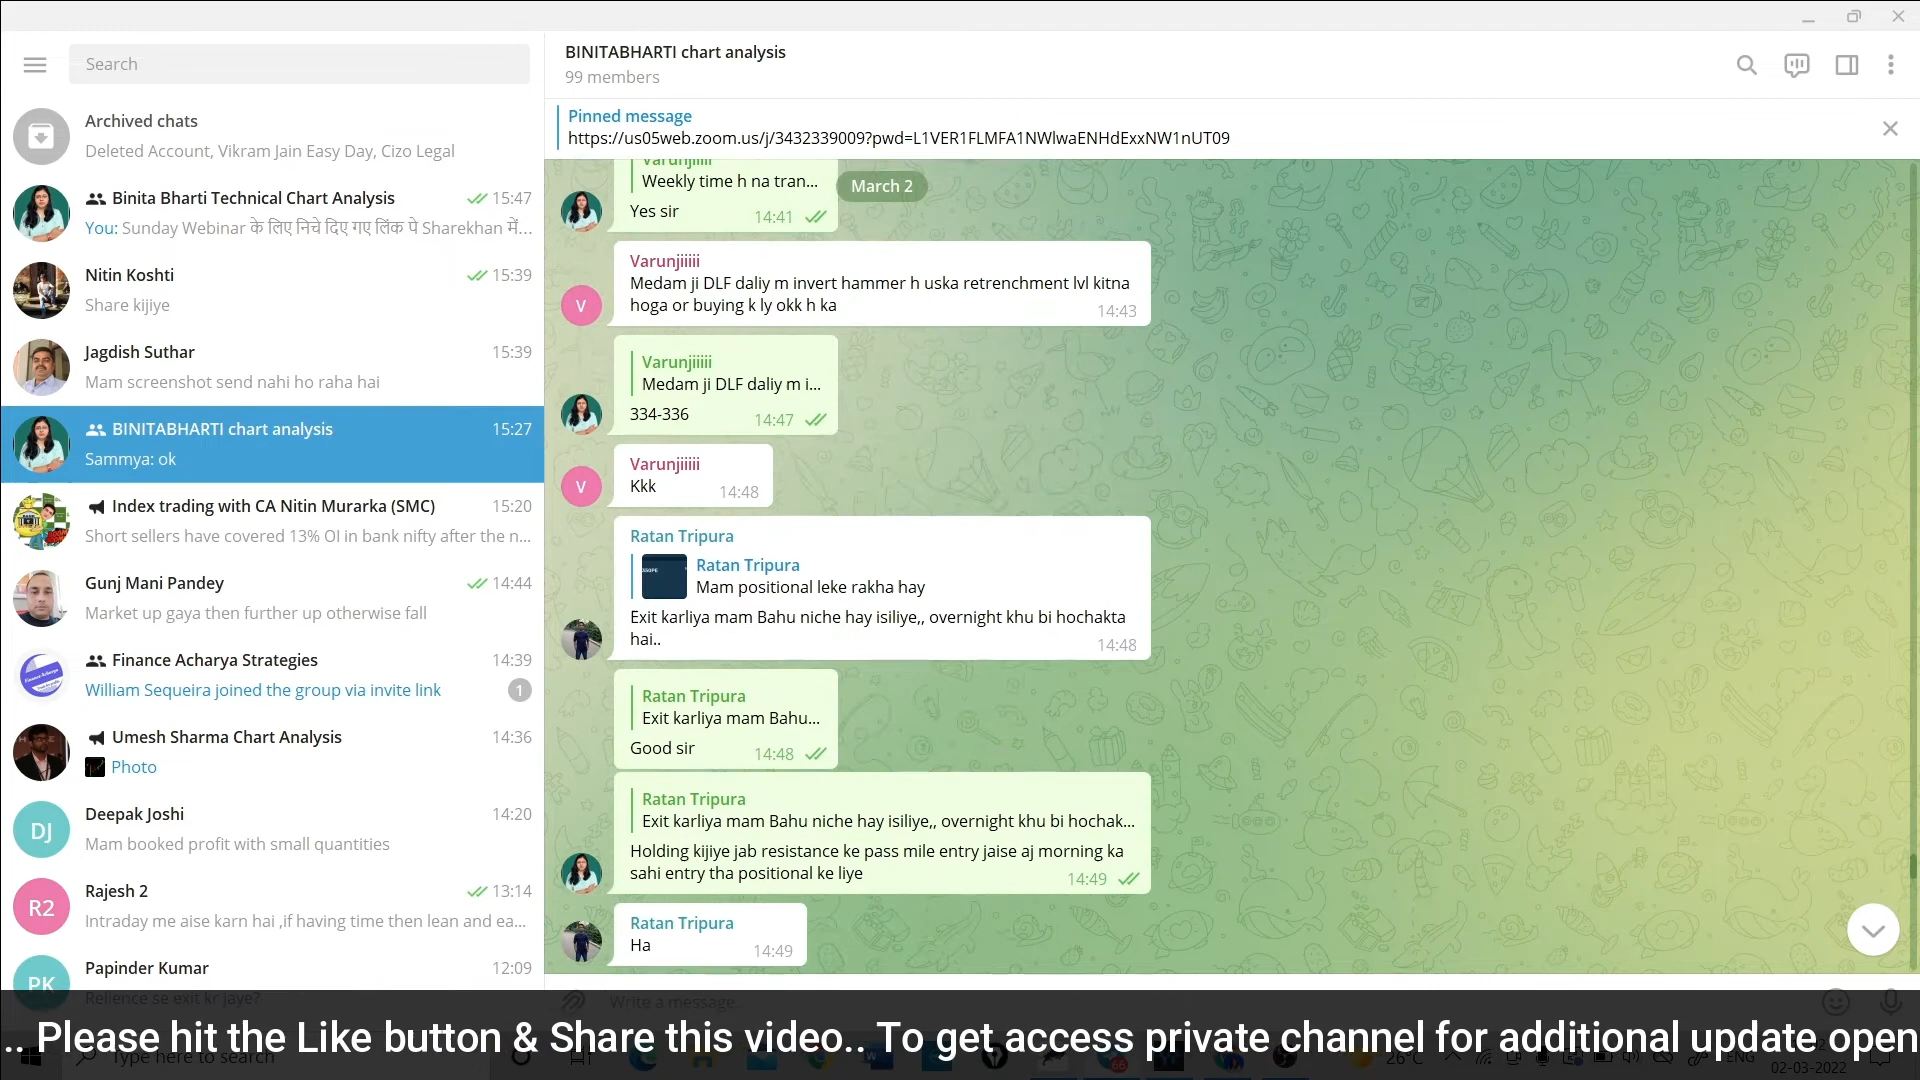 Search
Archived chats
Deleted Account, Vikram Jain Easy Day, Cizo Legal
Binita Bharti Technical Chart Analysis 15:47
You: Sunday Webinar के लिए निचे दिए गए लिंक पे Sharekhan में...
Nitin Koshti 15:39
Share kijiye
Jagdish Suthar 15:39
Mam screenshot send nahi ho raha hai
BINITABHARTI chart analysis 15:27
Sammya: ok
Index trading with CA Nitin Murarka (SMC) 15:20
Short sellers have covered 13% OI in bank nifty after the n...
Gunj Mani Pandey 14:44
Market up gaya then further up otherwise fall
Finance Acharya Strategies 14:39
William Sequeira joined the group via invite link 1
Umesh Sharma Chart Analysis 14:36
Photo
DJ
Deepak Joshi 14:20
Mam booked profit with small quantities
R2
Rajesh 2 13:14
Intraday me aise karn hai ,if having time then lean and ea...
PK
Papinder Kumar 12:09
Relience se exit kr jaye?
BINITABHARTI chart analysis
99 members
Pinned message
https://us05web.zoom.us/j/3432339009?pwd=L1VER1FLMFA1NWlwaENHdExxNW1nUT09
March 2
Varunjiiiii
Weekly time h na tran...
Yes sir 14:41
Varunjiiiii
Medam ji DLF daliy m invert hammer h uska retrenchment lvl kitna
hoga or buying k ly okk h ka 14:43
V
Varunjiiiii
Medam ji DLF daliy m i...
334-336 14:47
Varunjiiiii
Kkk 14:48
V
Ratan Tripura
Ratan Tripura
Mam positional leke rakha hay
Exit karliya mam Bahu niche hay isiliye,, overnight khu bi hochakta
hai.. 14:48
Ratan Tripura
Exit karliya mam Bahu...
Good sir 14:48
Ratan Tripura
Exit karliya mam Bahu niche hay isiliye,, overnight khu bi hochak...
Holding kijiye jab resistance ke pass mile entry jaise aj morning ka
sahi entry tha positional ke liye 14:49
Ratan Tripura
Ha 14:49
Write a message...
.. Please hit the Like button & Share this video.. To get access private channel for additional update open
Type here to search
26°C
ENG
02-03-2022